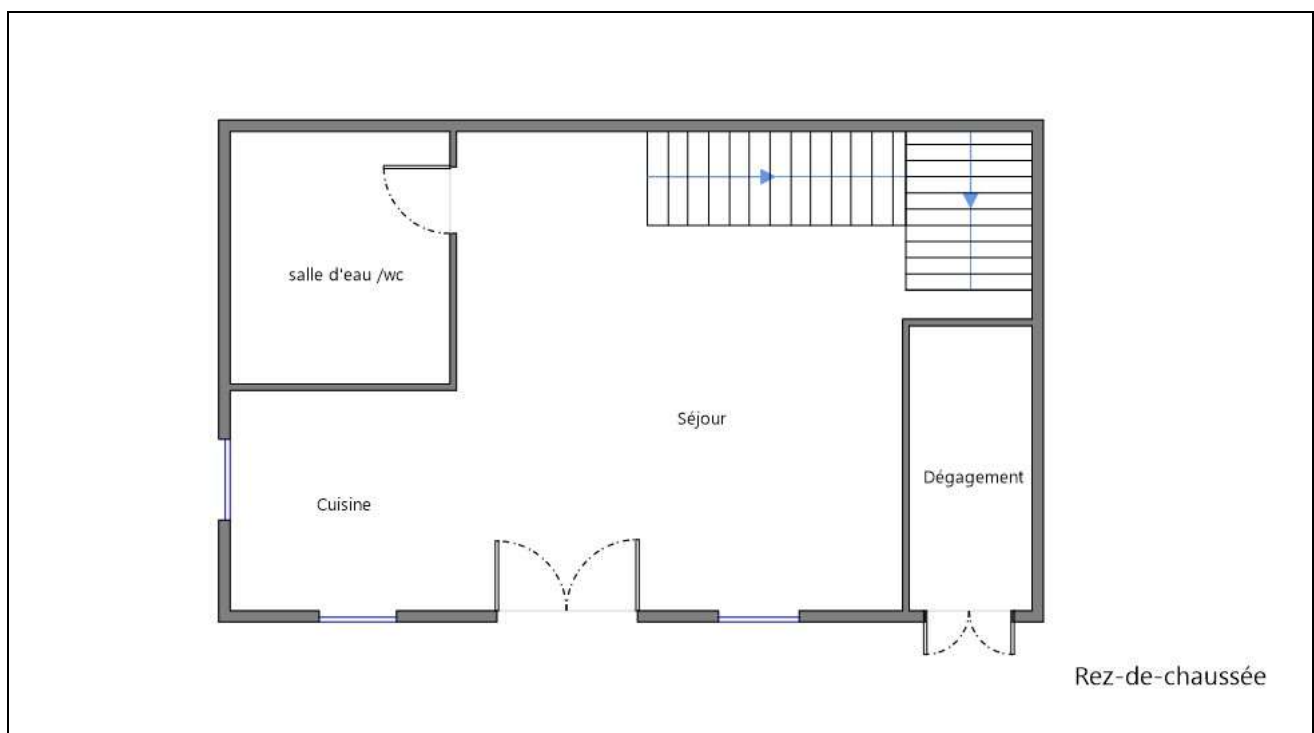 salle d'eau /wc
Séjour
Dégagement
Cuisine
Rez-de-chaussée